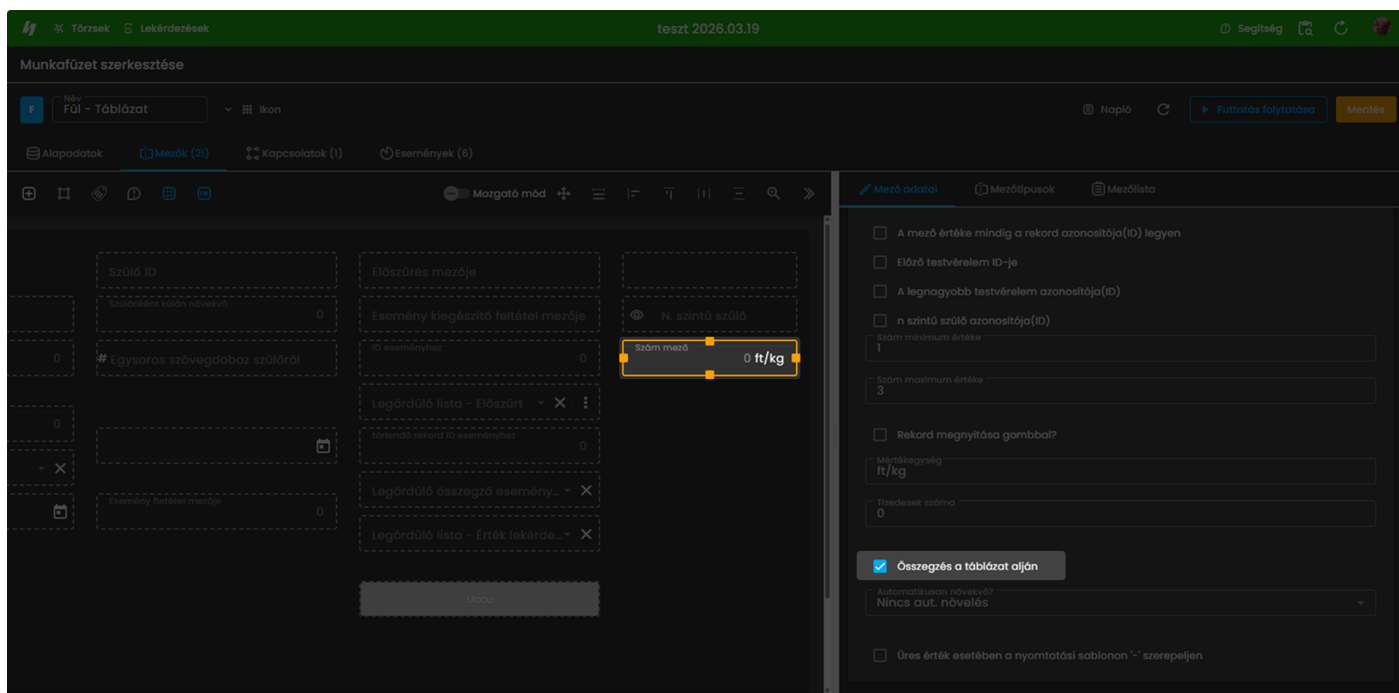 Törzsek Lekérdezések teszt 2026.03.19 Segítség
Munkafüzet szerkesztése
Név
F Fül - Táblázat Ikon Napló Futtatás folytatása Mentés
Alapadatok Mezők (21) Kapcsolatok (1) Események (6)
Mozgató mód
Mező adatai Mezőtípusok Mezőlista
Szülő ID Előszűrés mezője
Szülőnként külön növekvő
0 Esemény kiegészítő feltétel mezője N. szintű szülő
ID eseményhez Szám mező
0 # Egysoros szövegdoboz szülőről 0 0 ft/kg
Legördülő lista - Előszűrt
0 törlendő rekord ID eseményhez
0
Legördülő összegző esemény...
Esemény fletétel mezője
0
Legördülő lista - Érték lekérde...
Uccu
A mező értéke mindig a rekord azonosítója(ID) legyen
Előző testvérelem ID-je
A legnagyobb testvérelem azonosítója(ID)
n szintű szülő azonosítója(ID)
Szám minimum értéke
1
Szám maximum értéke
3
Rekord megnyitása gombbal?
Mértékegység
ft/kg
Tizedesek száma
0
Összegzés a táblázat alján
Automatikusan növekvő?
Nincs aut. növelés
Üres érték esetében a nyomtatási sablonon '-' szerepeljen